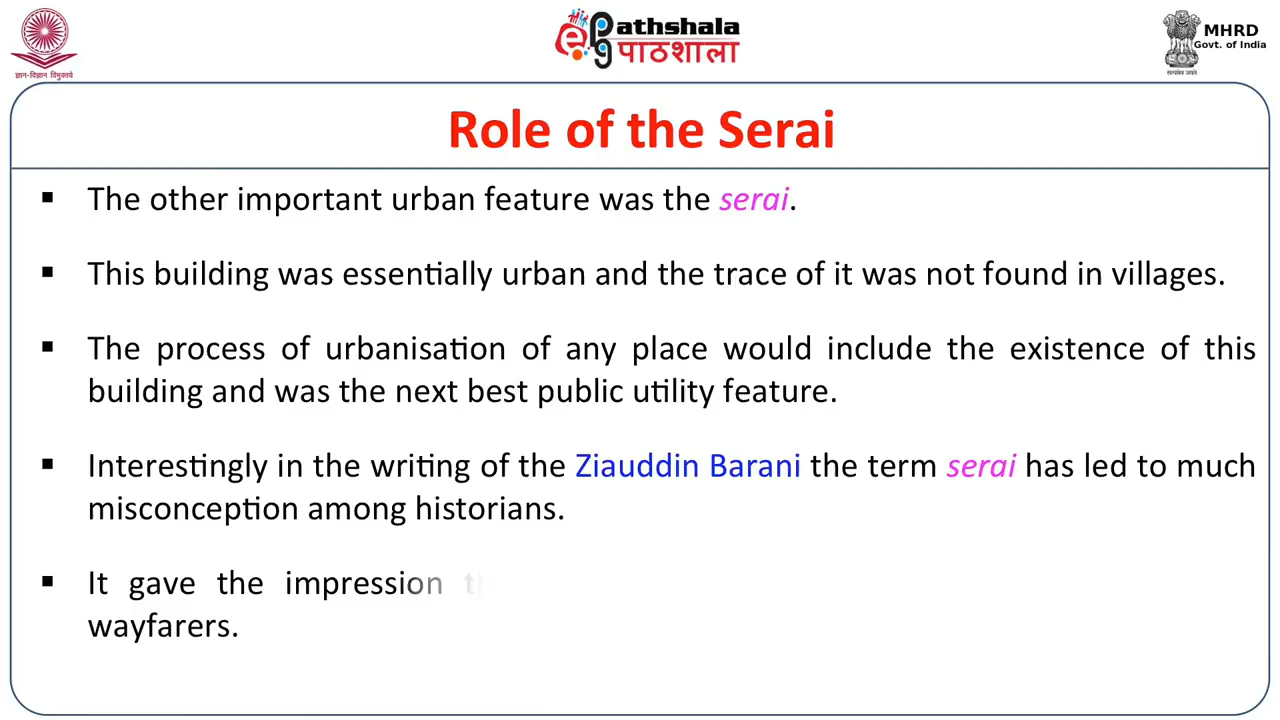 ज्ञान-विज्ञान विमुक्तये
ePathshala
पाठशाला
MHRD
Govt. of India
सत्यमेव जयते
Role of the Serai
▪ The other important urban feature was the serai.
▪ This building was essentially urban and the trace of it was not found in villages.
▪ The process of urbanisation of any place would include the existence of this
building and was the next best public utility feature.
▪ Interestingly in the writing of the Ziauddin Barani the term serai has led to much
misconception among historians.
▪ It gave the impression
wayfarers.